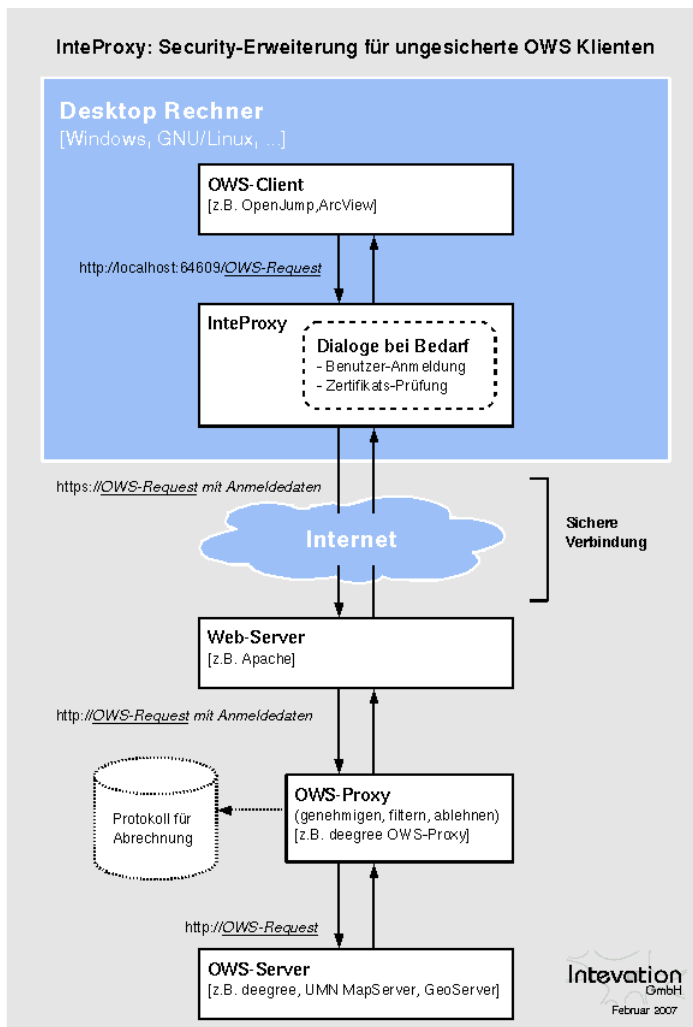 InteProxy: Security-Erweiterung für ungesicherte OWS Klienten
Desktop Rechner
[Windows, GNU/Linux, ...]
OWS-Client
[z.B. OpenJump,ArcView]
http://localhost:64609/OWS-Request
InteProxy
Dialoge bei Bedarf
- Benutzer-Anmeldung
- Zertifikats-Prüfung
https://OWS-Request mit Anmeldedaten
Internet
Sichere
Verbindung
Web-Server
[z.B. Apache]
http://OWS-Request mit Anmeldedaten
Protokoll für
Abrechnung
OWS-Proxy
(genehmigen, filtern, ablehnen)
[z.B. deegree OWS-Proxy]
http://OWS-Request
OWS-Server
[z.B. deegree, UMN MapServer, GeoServer]
Intevation
GmbH
Februar 2007